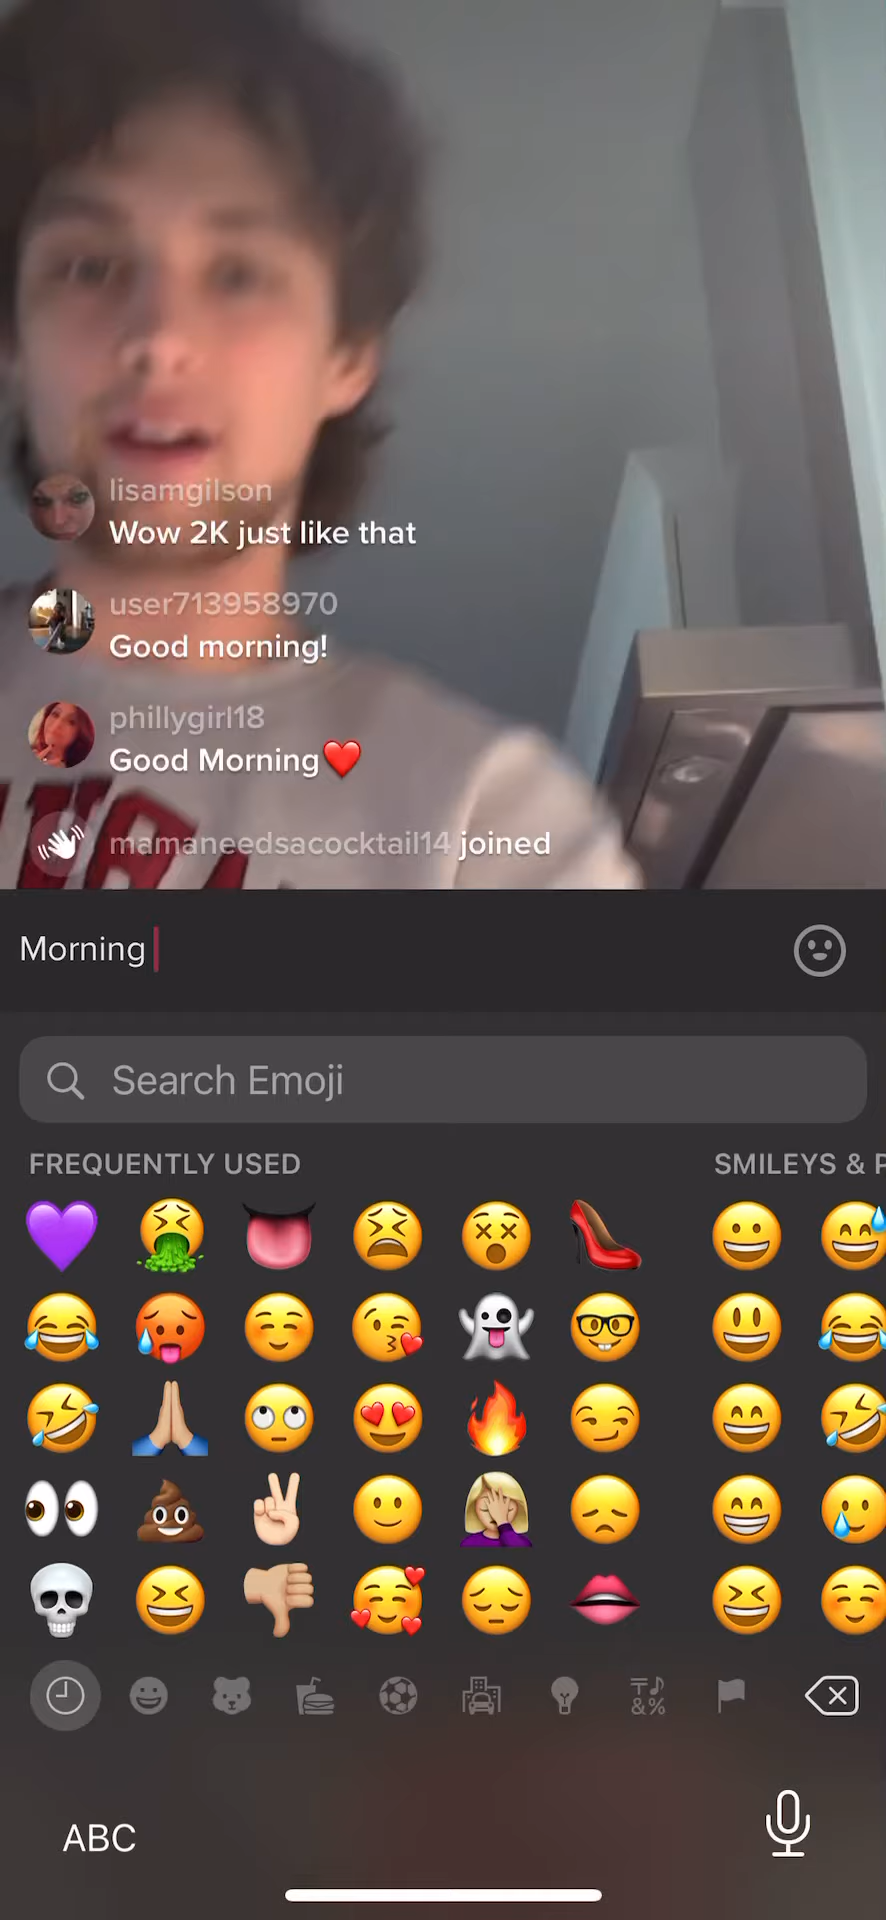 lisamgilson
Wow 2K just like that
user713958970
Good morning!
phillygirl18
Good Morning❤️
mamaneedsacocktail14 joined
Morning
Search Emoji
FREQUENTLY USED
SMILEYS & P
ABC